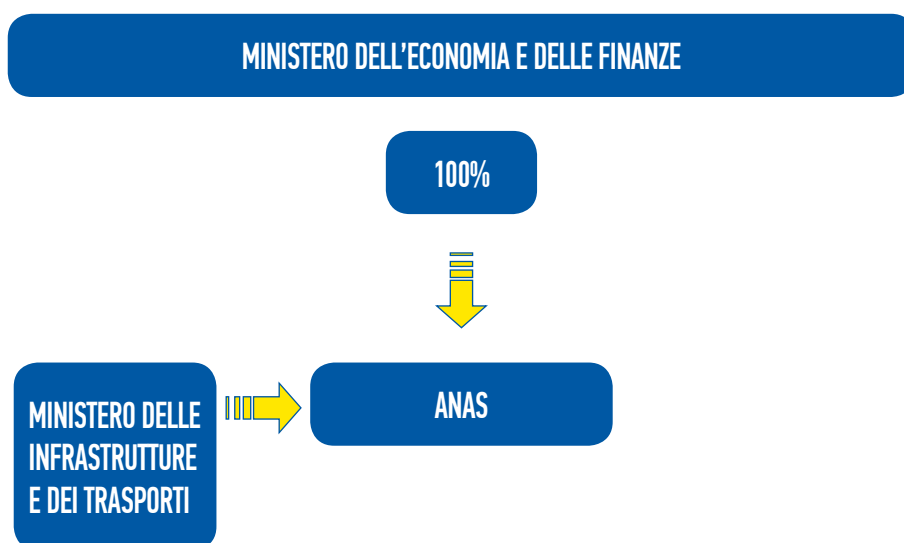 MINISTERO DELL'ECONOMIA E DELLE FINANZE
100%
ANAS
MINISTERO DELLE
INFRASTRUTTURE
E DEI TRASPORTI